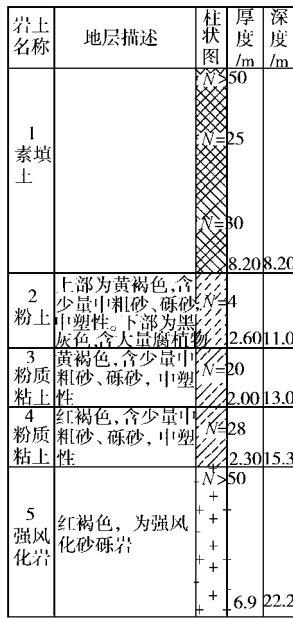 岩土名称 地层描述 柱状图 厚度/m 深度/m
N>50
N=25
1
素填土
N=30
8.20 8.20
上部为黄褐色,含
少量中粗砂、砾砂,
中塑性。下部为黑
灰色,含大量腐植物
2
粉土
N=4
2.60 11.0
黄褐色,含少量中
粗砂、砾砂,中塑
性
3
粉质
粘土
N=20
2.00 13.0
红褐色,含少量中
粗砂、砾砂,中塑
性
4
粉质
粘土
N=28
2.30 15.3
N>50
5
强风
化岩
红褐色,为强风
化砂砾岩
6.9 22.2